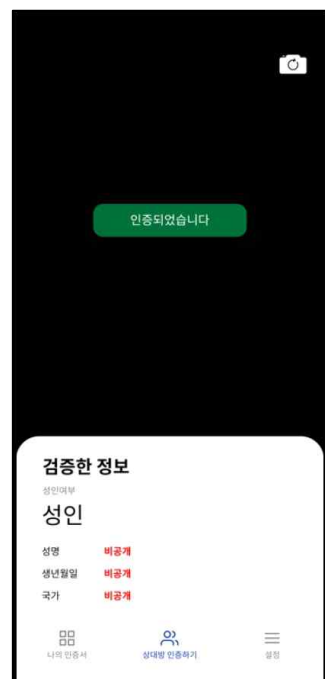 인증되었습니다
검증한 정보
성인여부
성인
성명 비공개
생년월일 비공개
국가 비공개
나의 인증서 상대방 인증하기 설정